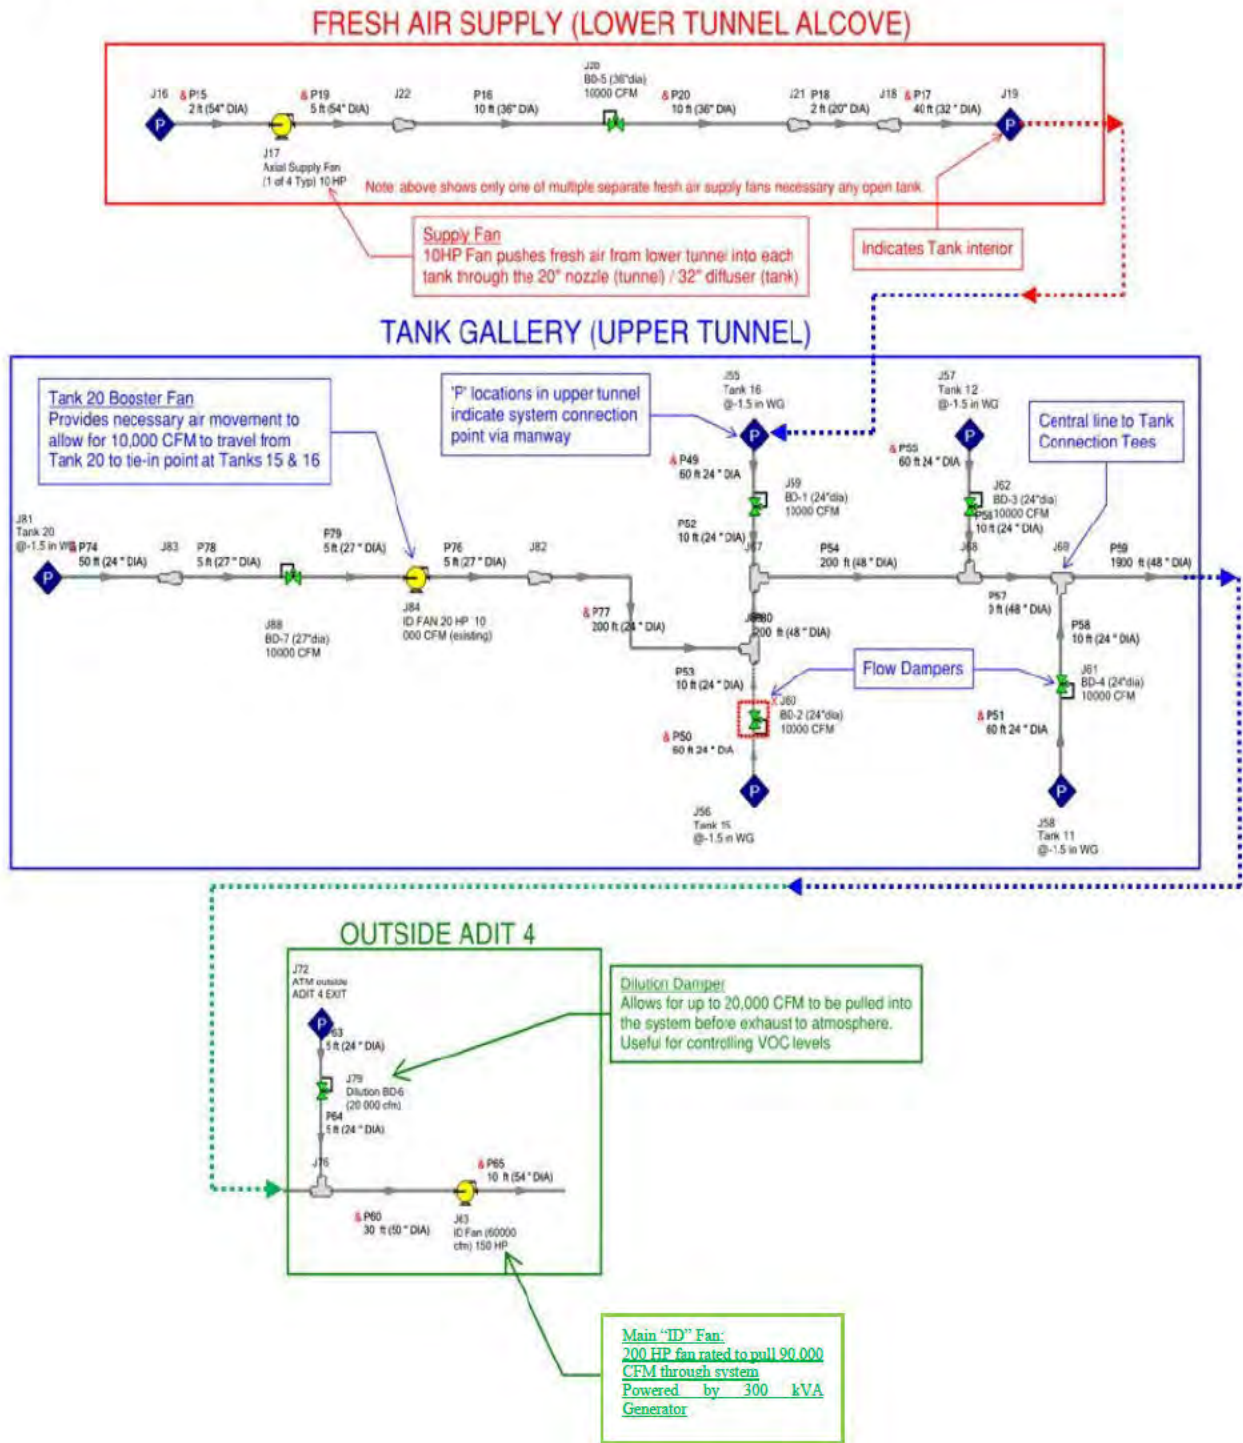 FRESH AIR SUPPLY (LOWER TUNNEL ALCOVE)
J16
& P15
2 ft (54" DIA)
& P19
5 ft (54" DIA)
J22
P16
10 ft (36" DIA)
J20
BD-5 (36"dia)
10000 CFM
& P20
10 ft (36" DIA)
J21
P18
2 ft (20" DIA)
J18
& P17
40 ft (32 " DIA)
J19
P
P
J17
Axial Supply Fan
(1 of 4 Typ) 10 HP
Note: above shows only one of multiple separate fresh air supply fans necessary any open tank
Supply Fan
10HP Fan pushes fresh air from lower tunnel into each
tank through the 20" nozzle (tunnel) / 32" diffuser (tank)
Indicates Tank interior
TANK GALLERY (UPPER TUNNEL)
Tank 20 Booster Fan
Provides necessary air movement to
allow for 10,000 CFM to travel from
Tank 20 to tie-in point at Tanks 15 & 16
'P' locations in upper tunnel
indicate system connection
point via manway
J55
Tank 16
@-1.5 in WG
J57
Tank 12
@-1.5 in WG
Central line to Tank
Connection Tees
P
P
& P49
60 ft 24 " DIA
& P55
60 ft 24 " DIA
J59
BD-1 (24"dia)
10000 CFM
J62
BD-3 (24"dia)
10000 CFM
P52
10 ft (24 " DIA)
P56
10 ft (24 " DIA)
J81
Tank 20
@-1.5 in WG
& P74
50 ft (24 " DIA)
J83
P78
5 ft (27 " DIA)
P79
5 ft (27 " DIA)
P76
5 ft (27 " DIA)
J82
J67
P54
200 ft (48 " DIA)
J68
J69
P59
1900 ft (48 " DIA)
P
J88
BD-7 (27"dia)
10000 CFM
J84
ID FAN 20 HP 10
000 CFM (existing)
& P77
200 ft (24 " DIA)
P80
200 ft (48 " DIA)
P57
ft (48 " DIA)
P58
10 ft (24 " DIA)
P53
10 ft (24 " DIA)
Flow Dampers
X J60
BD-2 (24"dia)
10000 CFM
J61
BD-4 (24"dia)
10000 CFM
& P50
60 ft 24 " DIA
& P51
60 ft 24 " DIA
P
P
J56
Tank 15
@-1.5 in WG
J58
Tank 11
@-1.5 in WG
OUTSIDE ADIT 4
J72
ATM outside
ADIT 4 EXIT
P
P63
5 ft (24 " DIA)
Dilution Damper
Allows for up to 20,000 CFM to be pulled into
the system before exhaust to atmosphere.
Useful for controlling VOC levels
J79
Dilution BD-6
(20 000 cfm)
P64
5 ft (24 " DIA)
J76
& P65
10 ft (54 " DIA)
& P60
30 ft (50 " DIA)
J63
ID Fan (60000
cfm) 150 HP
Main “ID” Fan:
200 HP fan rated to pull 90,000
CFM through system
Powered by 300 kVA
Generator